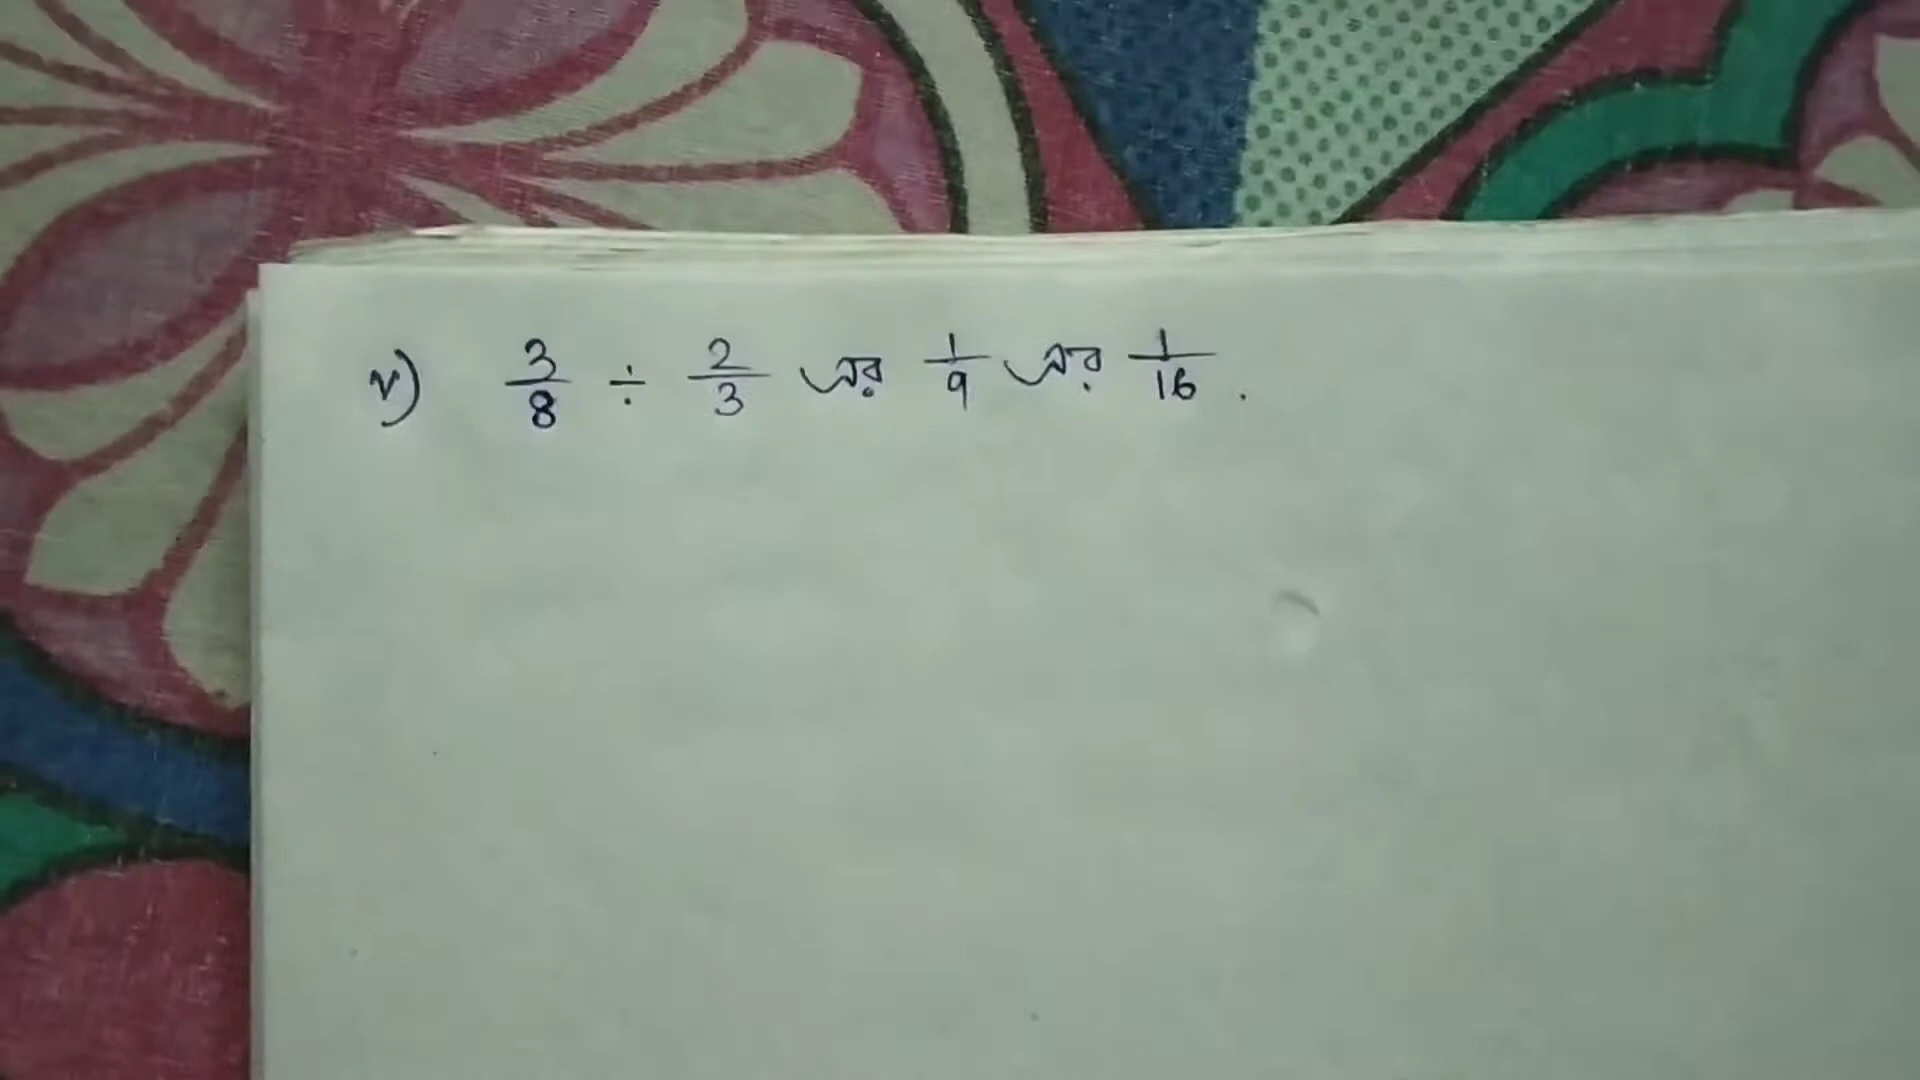 v) 3/8 ÷ 2/3 এর 1/9 এর 1/16 .